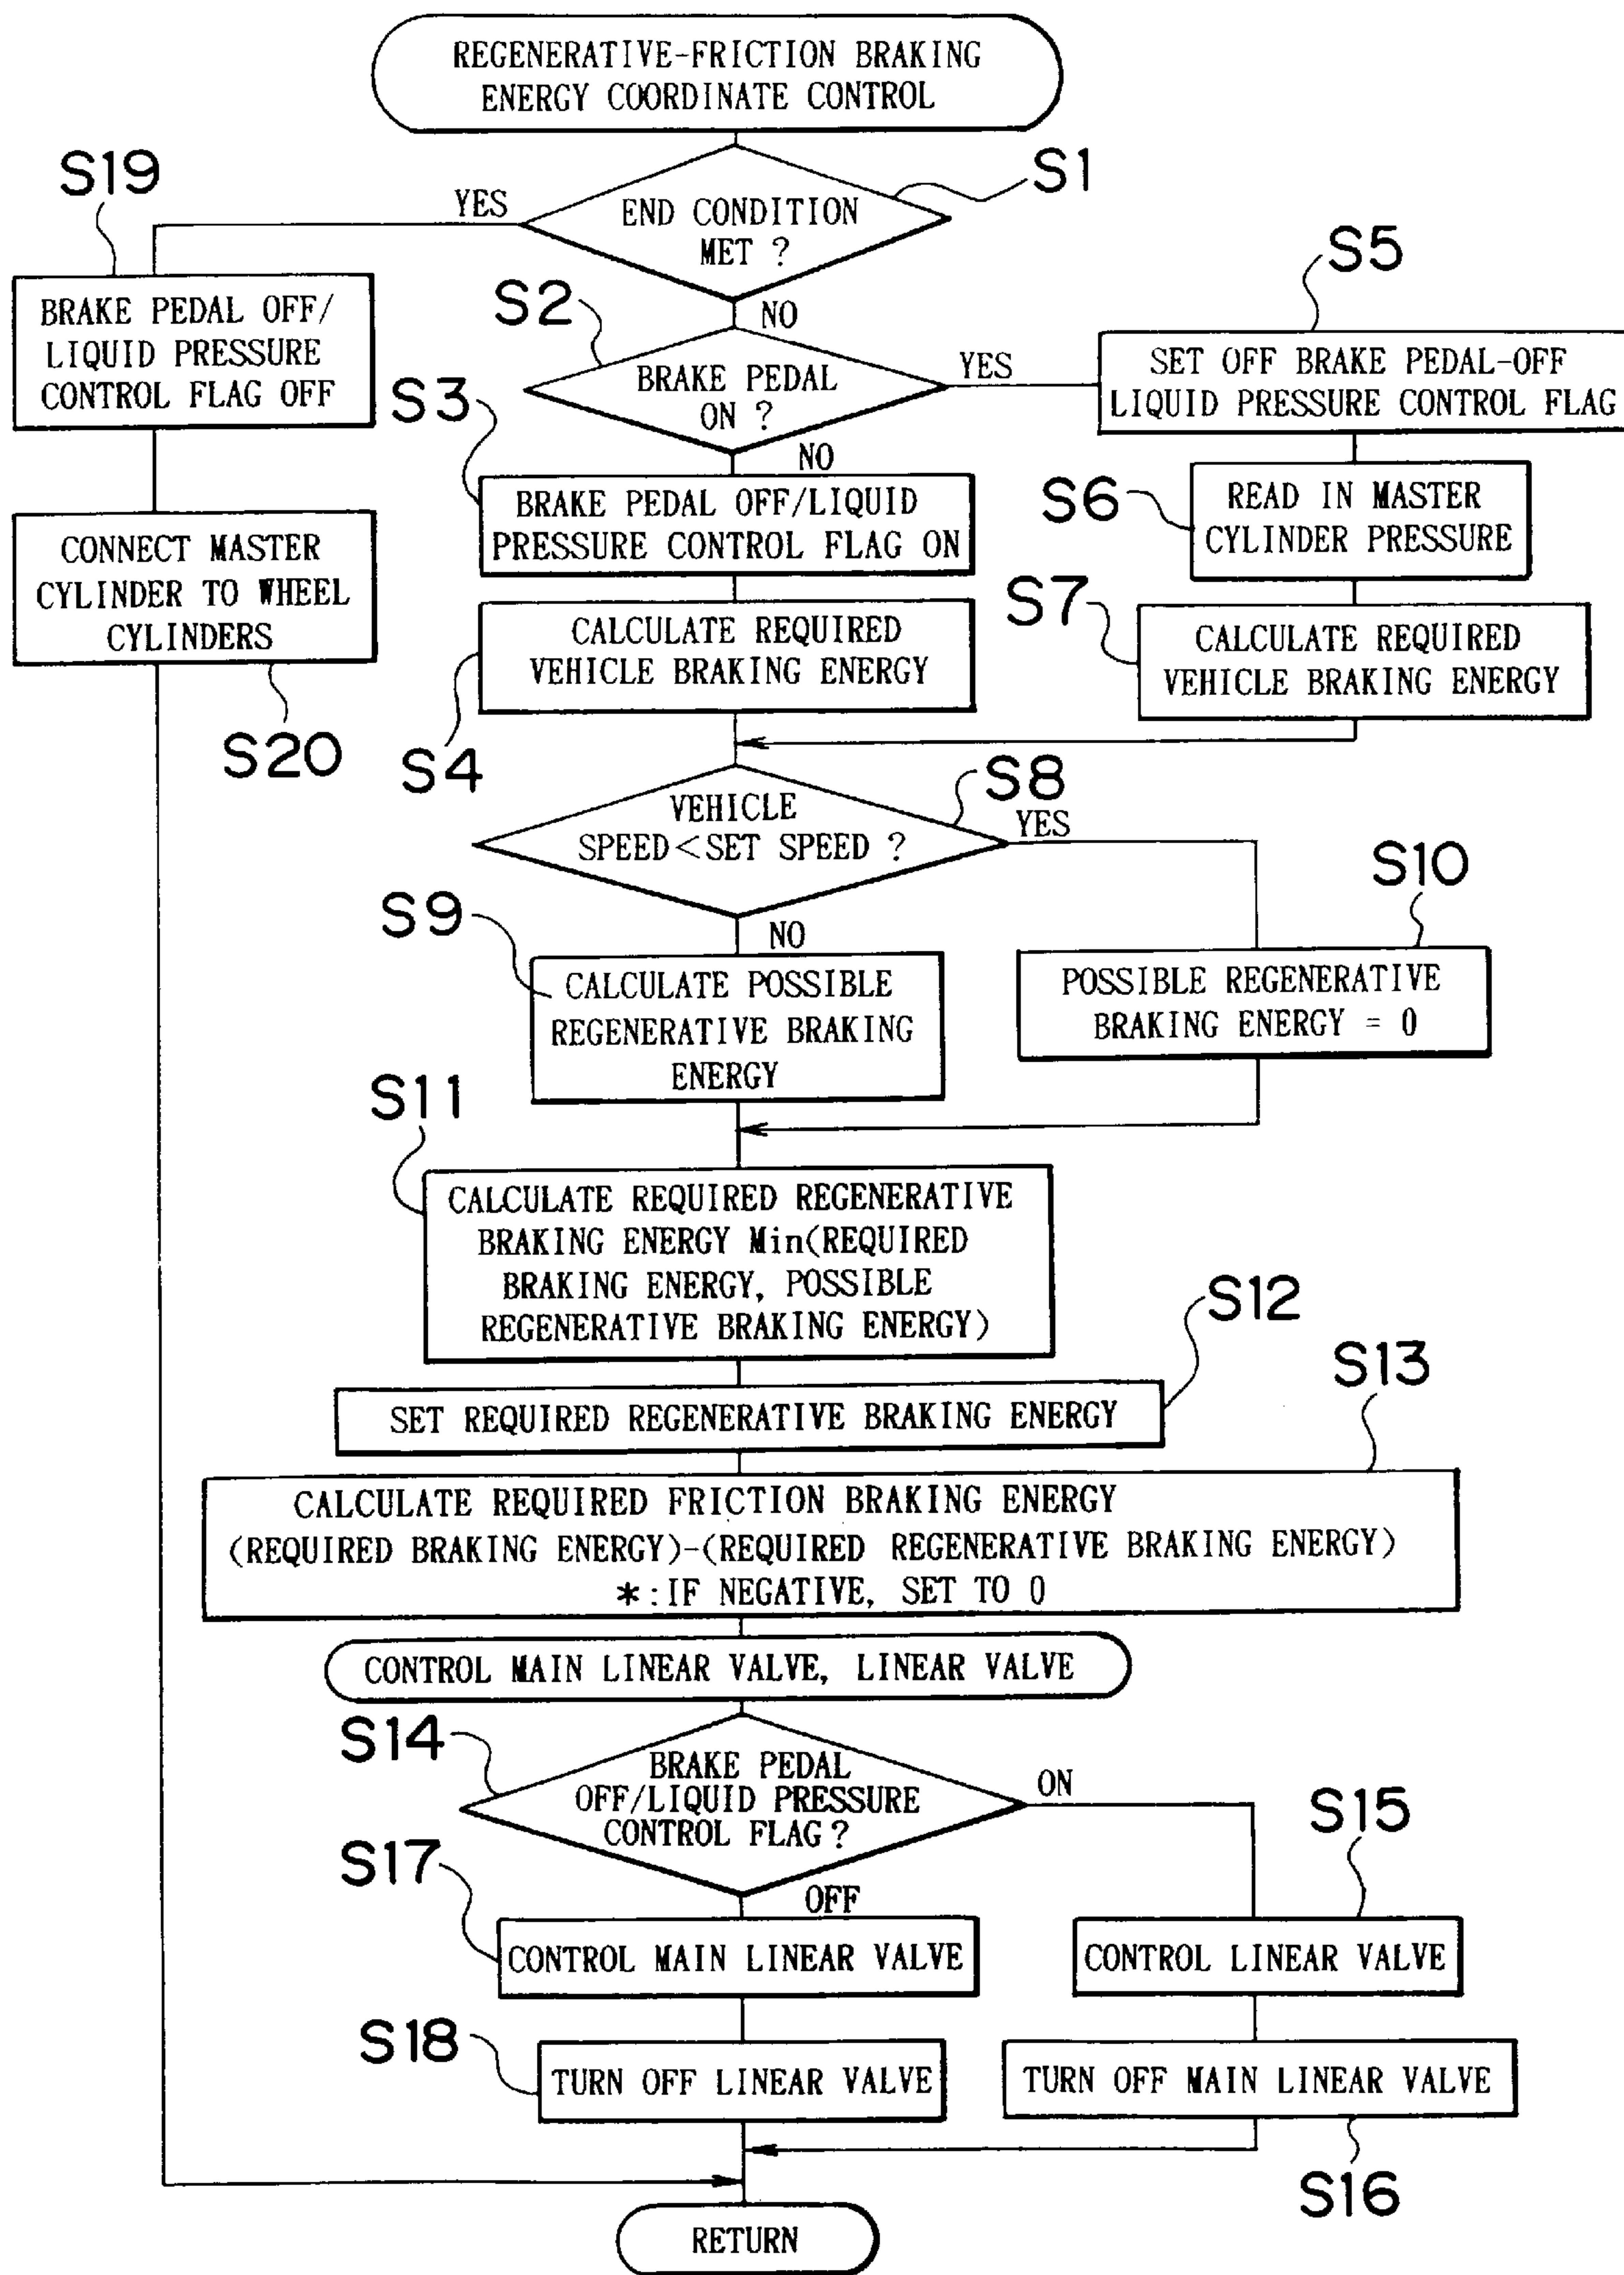 REGENERATIVE-FRICTION BRAKING
ENERGY COORDINATE CONTROL
S1
END CONDITION
MET ?
YES
NO
S19
BRAKE PEDAL OFF/
LIQUID PRESSURE
CONTROL FLAG OFF
CONNECT MASTER
CYLINDER TO WHEEL
CYLINDERS
S20
S2
BRAKE PEDAL
ON ?
YES
NO
S5
SET OFF BRAKE PEDAL-OFF
LIQUID PRESSURE CONTROL FLAG
S3
BRAKE PEDAL OFF/LIQUID
PRESSURE CONTROL FLAG ON
S6
READ IN MASTER
CYLINDER PRESSURE
S4
CALCULATE REQUIRED
VEHICLE BRAKING ENERGY
S7
CALCULATE REQUIRED
VEHICLE BRAKING ENERGY
S8
VEHICLE
SPEED<SET SPEED ?
YES
NO
S9
CALCULATE POSSIBLE
REGENERATIVE BRAKING
ENERGY
S10
POSSIBLE REGENERATIVE
BRAKING ENERGY = 0
S11
CALCULATE REQUIRED REGENERATIVE
BRAKING ENERGY Min(REQUIRED
BRAKING ENERGY, POSSIBLE
REGENERATIVE BRAKING ENERGY)
S12
SET REQUIRED REGENERATIVE BRAKING ENERGY
S13
CALCULATE REQUIRED FRICTION BRAKING ENERGY
(REQUIRED BRAKING ENERGY)-(REQUIRED REGENERATIVE BRAKING ENERGY)
*:IF NEGATIVE, SET TO 0
CONTROL MAIN LINEAR VALVE, LINEAR VALVE
S14
BRAKE PEDAL
OFF/LIQUID PRESSURE
CONTROL FLAG?
ON
OFF
S17
CONTROL MAIN LINEAR VALVE
S15
CONTROL LINEAR VALVE
S18
TURN OFF LINEAR VALVE
TURN OFF MAIN LINEAR VALVE
S16
RETURN